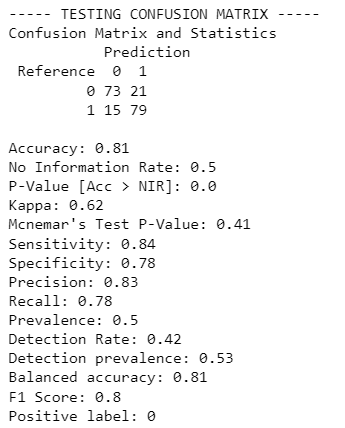 ----- TESTING CONFUSION MATRIX -----
Confusion Matrix and Statistics
Prediction
Reference 0 1
0 73 21
1 15 79
Accuracy: 0.81
No Information Rate: 0.5
P-Value [Acc > NIR]: 0.0
Kappa: 0.62
Mcnemar's Test P-Value: 0.41
Sensitivity: 0.84
Specificity: 0.78
Precision: 0.83
Recall: 0.78
Prevalence: 0.5
Detection Rate: 0.42
Detection prevalence: 0.53
Balanced accuracy: 0.81
F1 Score: 0.8
Positive label: 0